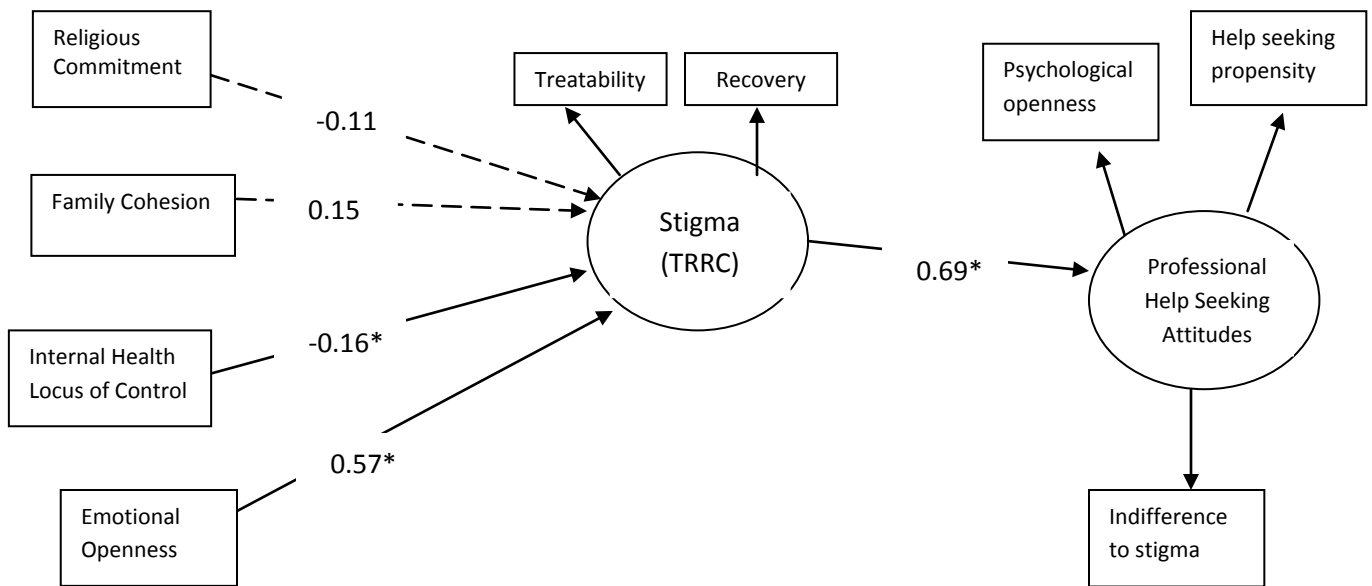 Religious
Commitment
-0.11
Family Cohesion
0.15
Internal Health
Locus of Control
-0.16*
Emotional
Openness
0.57*
Treatability
Recovery
Stigma
(TRRC)
0.69*
Psychological
openness
Help seeking
propensity
Professional
Help Seeking
Attitudes
Indifference
to stigma